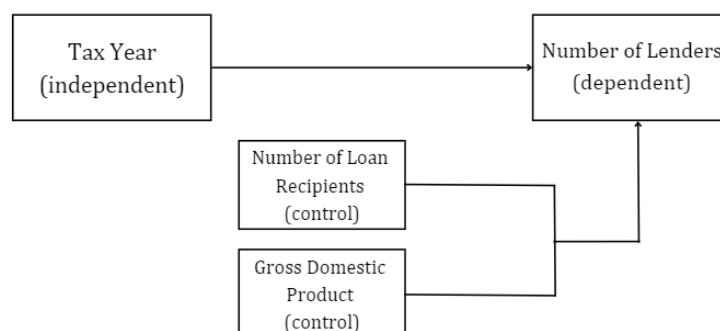 Tax Year
(independent)
Number of Lenders
(dependent)
Number of Loan
Recipients
(control)
Gross Domestic
Product
(control)